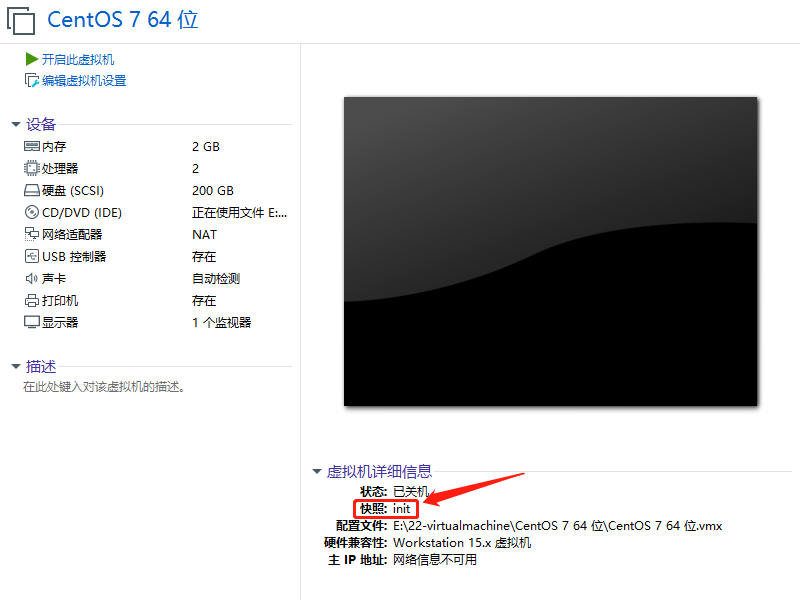 CentOS 7 64 位
开启此虚拟机
编辑虚拟机设置
设备
内存 2 GB
处理器 2
硬盘 (SCSI) 200 GB
CD/DVD (IDE) 正在使用文件 E:...
网络适配器 NAT
USB 控制器 存在
声卡 自动检测
打印机 存在
显示器 1 个监视器
描述
在此处键入对该虚拟机的描述。
虚拟机详细信息
状态: 已关机
快照: init
配置文件: E:\22-virtualmachine\CentOS 7 64 位\CentOS 7 64 位.vmx
硬件兼容性: Workstation 15.x 虚拟机
主 IP 地址: 网络信息不可用